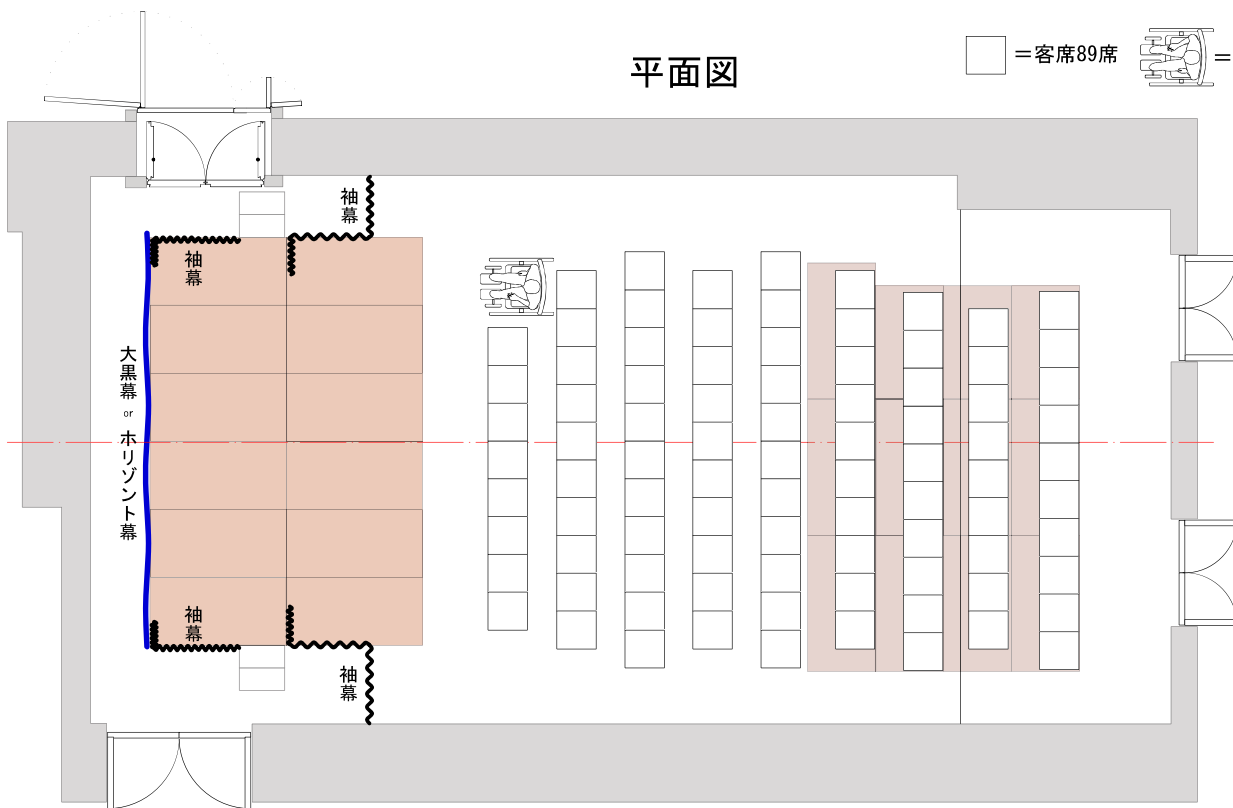 平面図
=客席89席
=
袖幕
袖幕
大黒幕 or ホリゾント幕
袖幕
袖幕